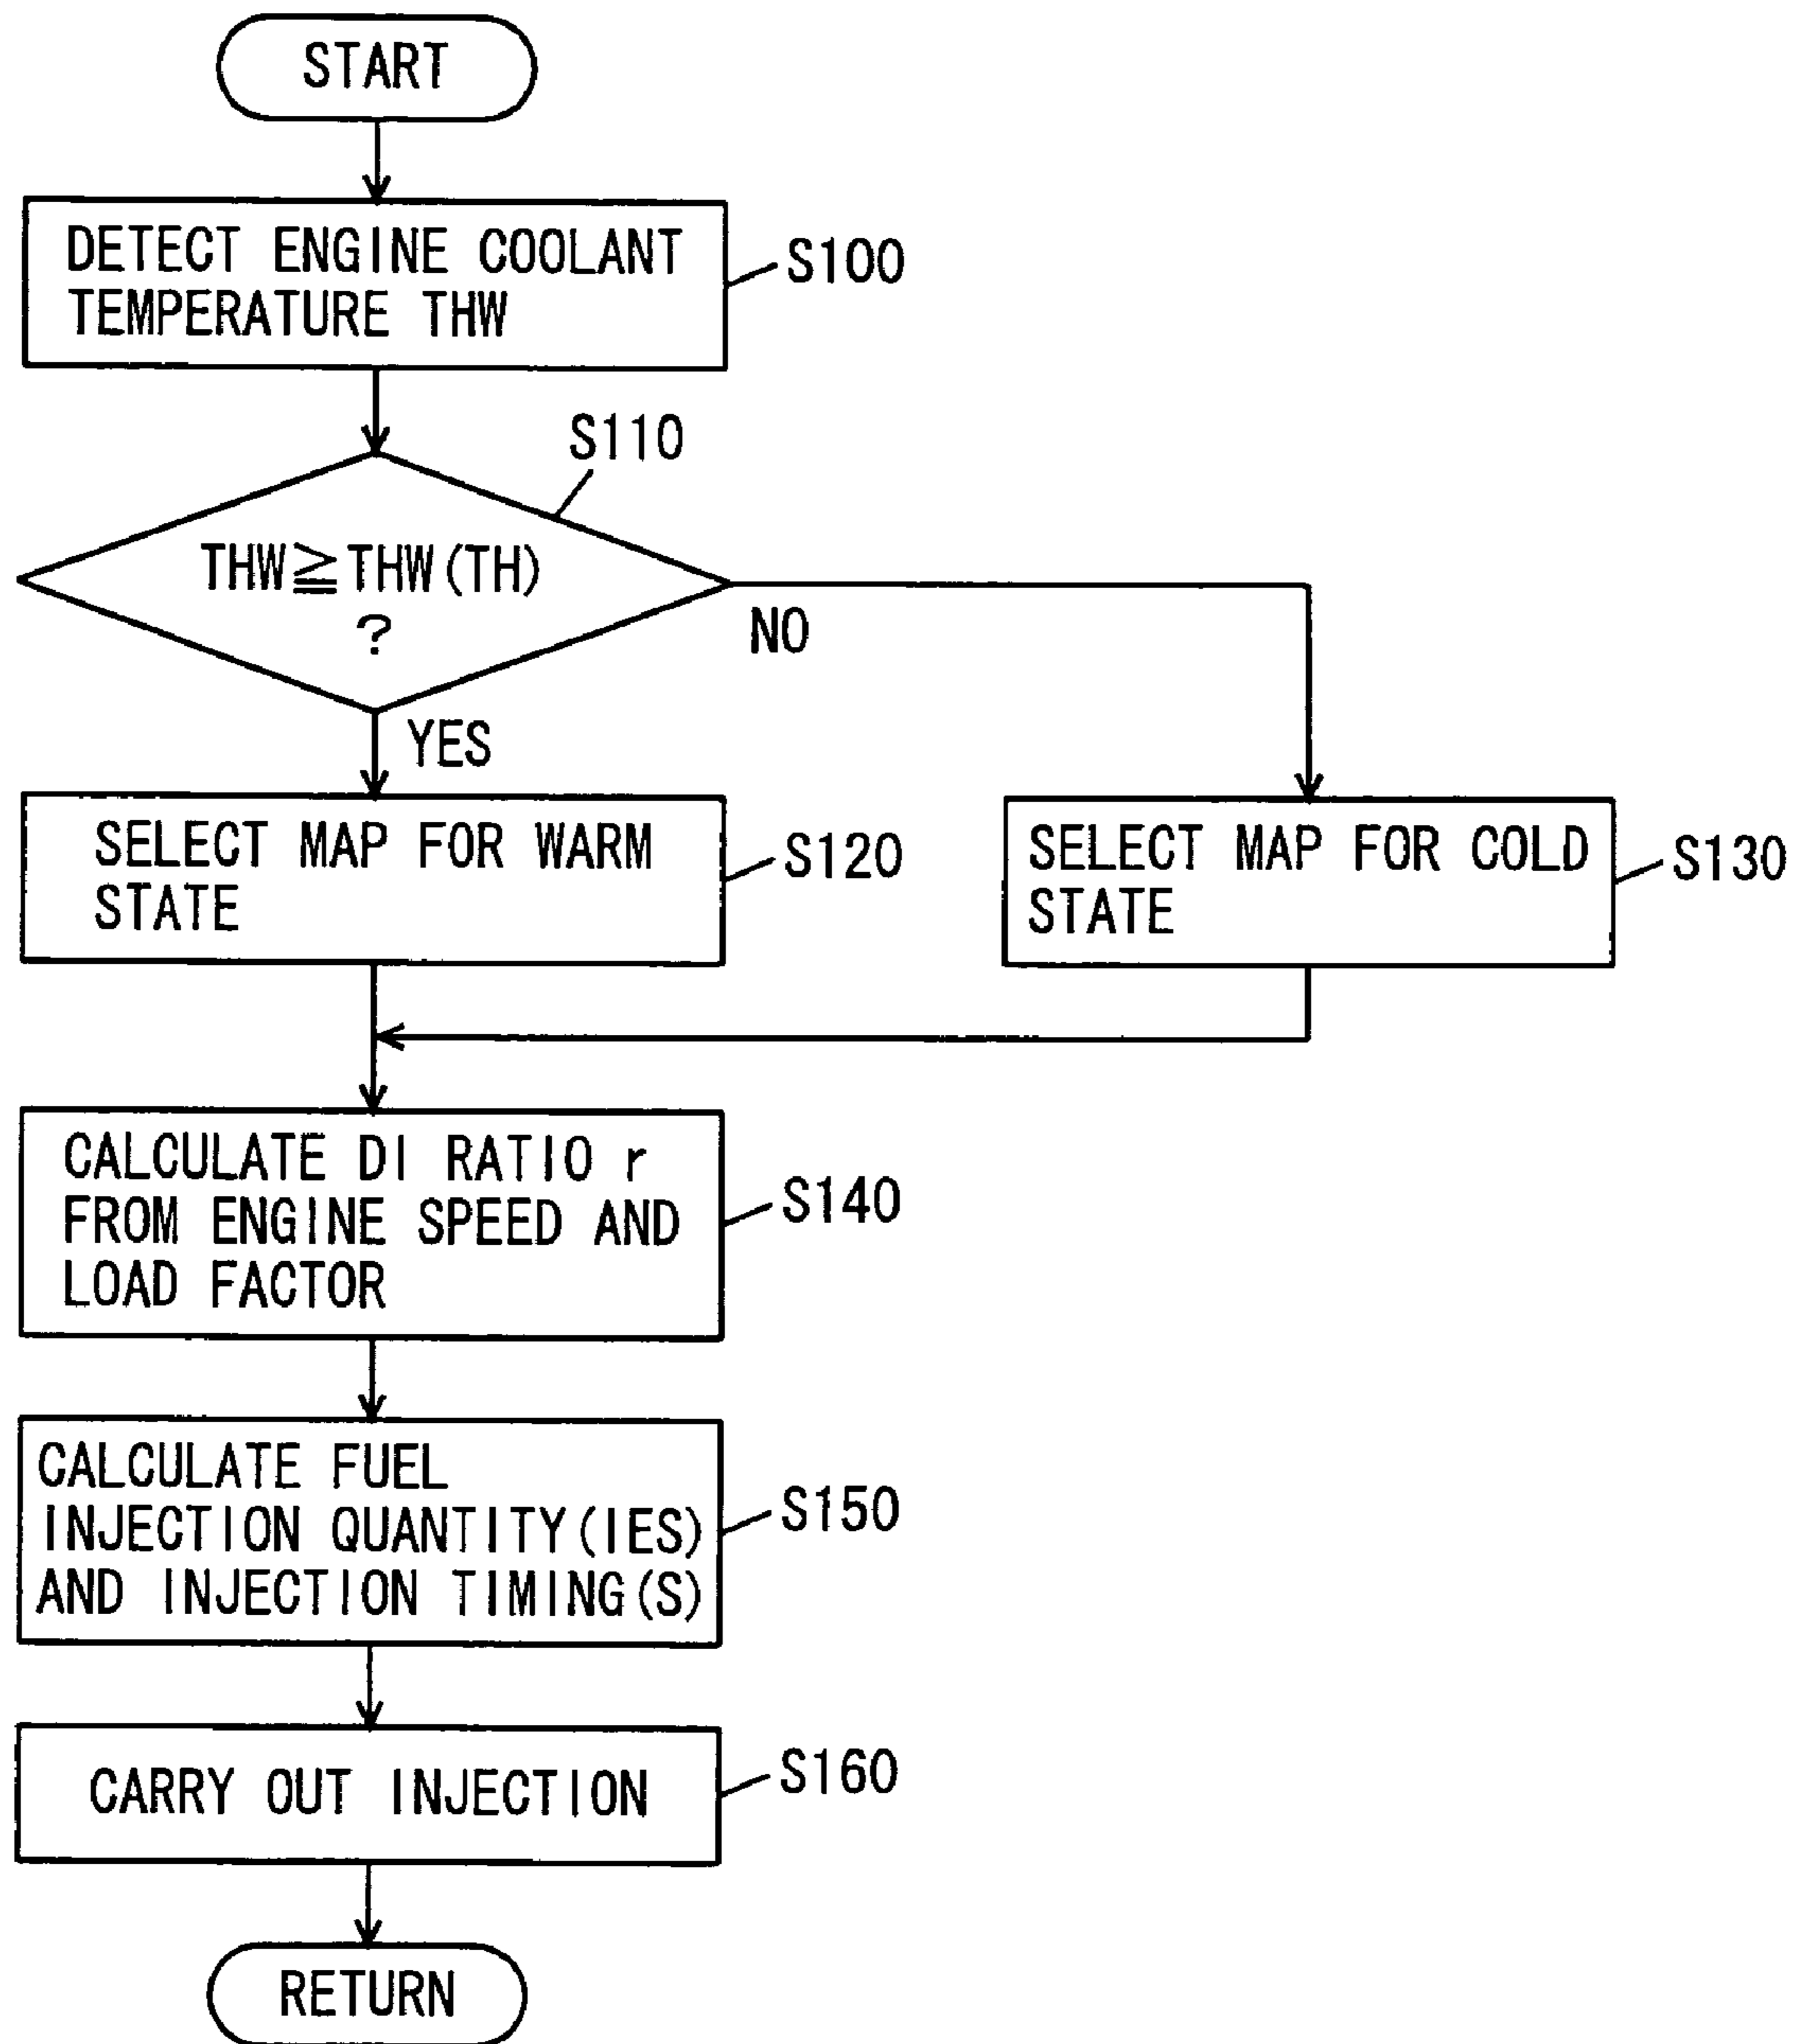 START
DETECT ENGINE COOLANT
TEMPERATURE THW
S100
S110
THW≧THW(TH)
?
NO
YES
SELECT MAP FOR WARM
STATE
S120
SELECT MAP FOR COLD
STATE
S130
CALCULATE DI RATIO r
FROM ENGINE SPEED AND
LOAD FACTOR
S140
CALCULATE FUEL
INJECTION QUANTITY(IES)
AND INJECTION TIMING(S)
S150
CARRY OUT INJECTION
S160
RETURN